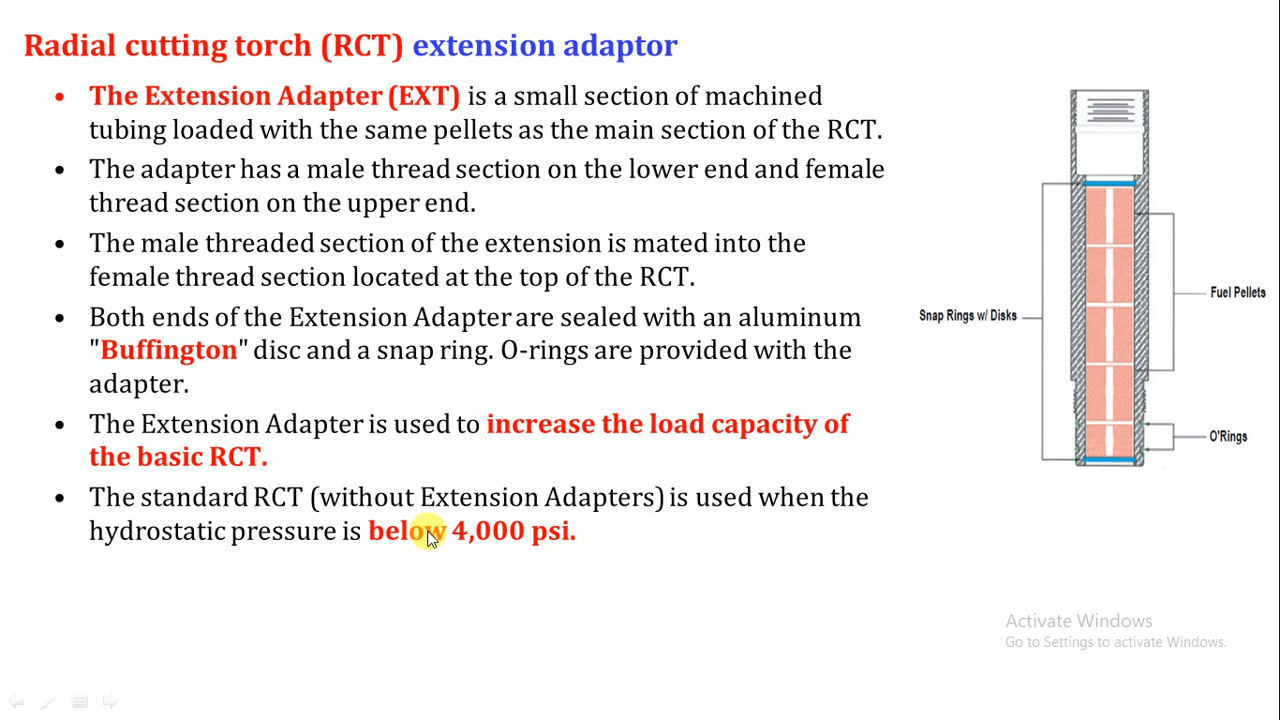 Radial cutting torch (RCT) extension adaptor
• The Extension Adapter (EXT) is a small section of machined
tubing loaded with the same pellets as the main section of the RCT.
• The adapter has a male thread section on the lower end and female
thread section on the upper end.
• The male threaded section of the extension is mated into the
female thread section located at the top of the RCT.
• Both ends of the Extension Adapter are sealed with an aluminum
"Buffington" disc and a snap ring. O-rings are provided with the
adapter.
• The Extension Adapter is used to increase the load capacity of
the basic RCT.
• The standard RCT (without Extension Adapters) is used when the
hydrostatic pressure is below 4,000 psi.
Snap Rings w/ Disks
Fuel Pellets
O'Rings
Activate Windows
Go to Settings to activate Windows.